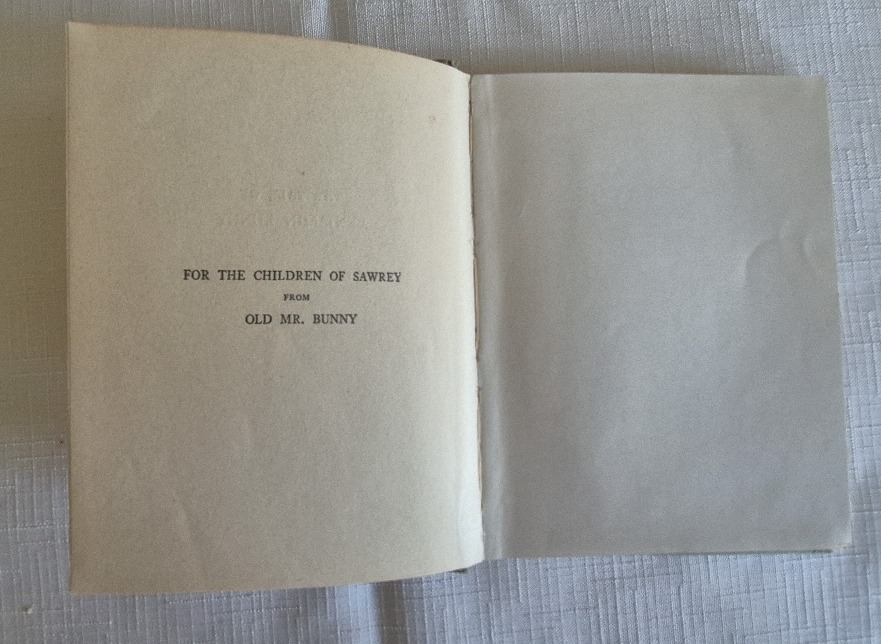 FOR THE CHILDREN OF SAWREY
FROM
OLD MR. BUNNY